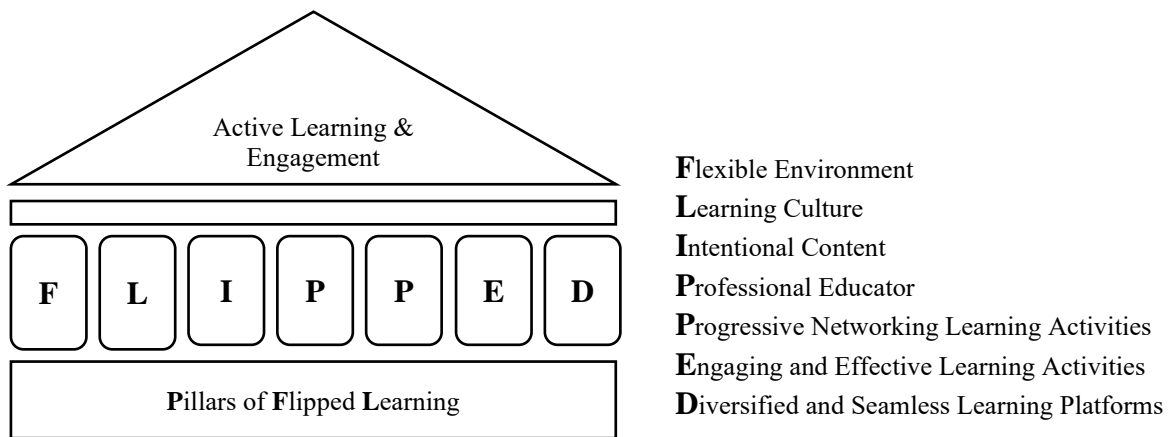 Active Learning &
Engagement
F L I P P E D
Pillars of Flipped Learning
Flexible Environment
Learning Culture
Intentional Content
Professional Educator
Progressive Networking Learning Activities
Engaging and Effective Learning Activities
Diversified and Seamless Learning Platforms